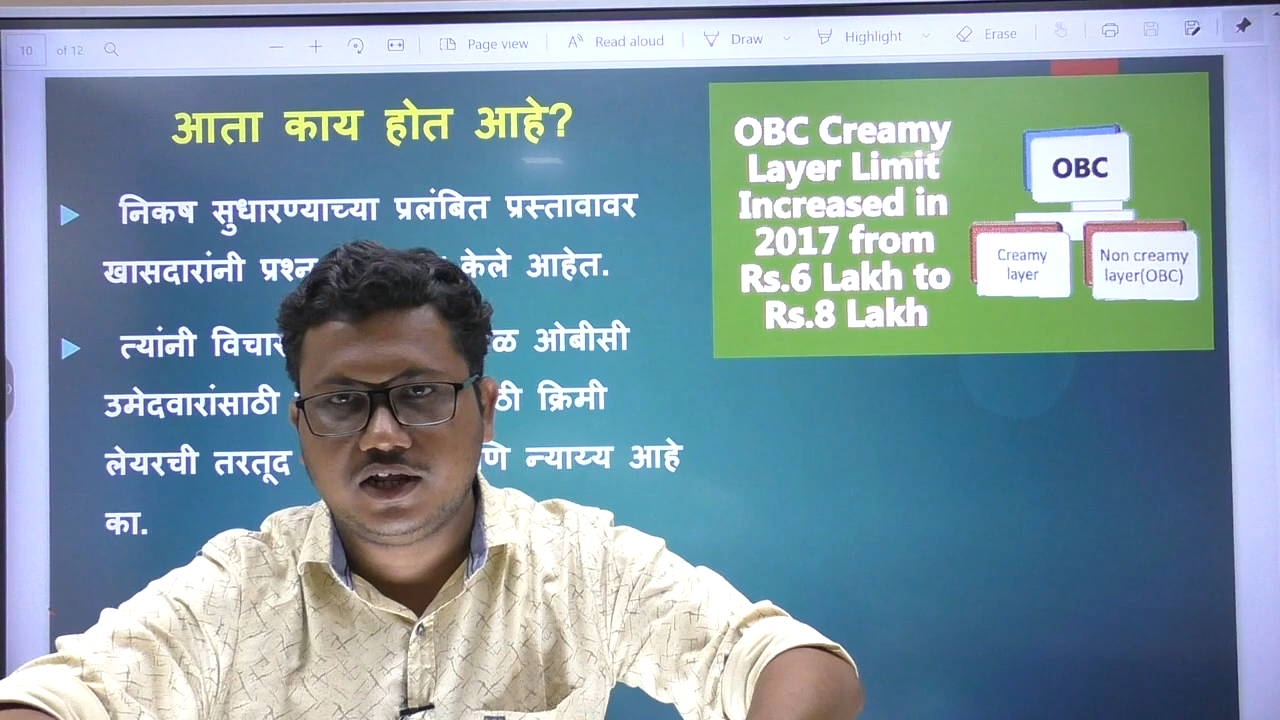 10 of 12
Page view
Read aloud
Draw
Highlight
Erase
आता काय होत आहे?
निकष सुधारण्याच्या प्रलंबित प्रस्तावावर
खासदारांनी केले आहेत.
त्यांनी ओबीसी
उमेदवारांसाठी क्रिमी
लेयरची तरतूद न्याय्य आहे
का.
OBC Creamy
Layer Limit
Increased in
2017 from
Rs.6 Lakh to
Rs.8 Lakh
OBC
Creamy
layer
Non creamy
layer(OBC)